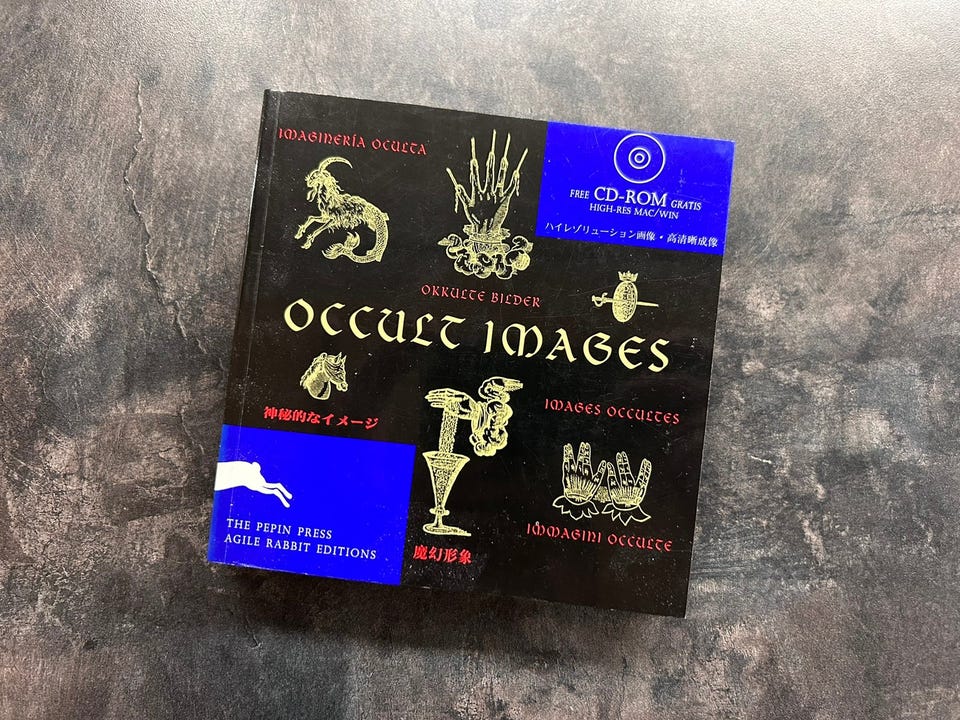 IMAGINERÍA OCULTA
FREE CD-ROM GRATIS
HIGH-RES MAC/WIN
ハイレゾリューション画像・高清晰成像
OKKULTE BILDER
OCCULT IMAGES
IMAGES OCCULTES
神秘的なイメージ
THE PEPIN PRESS
AGILE RABBIT EDITIONS
魔幻形象
IMMAGINI OCCULTE